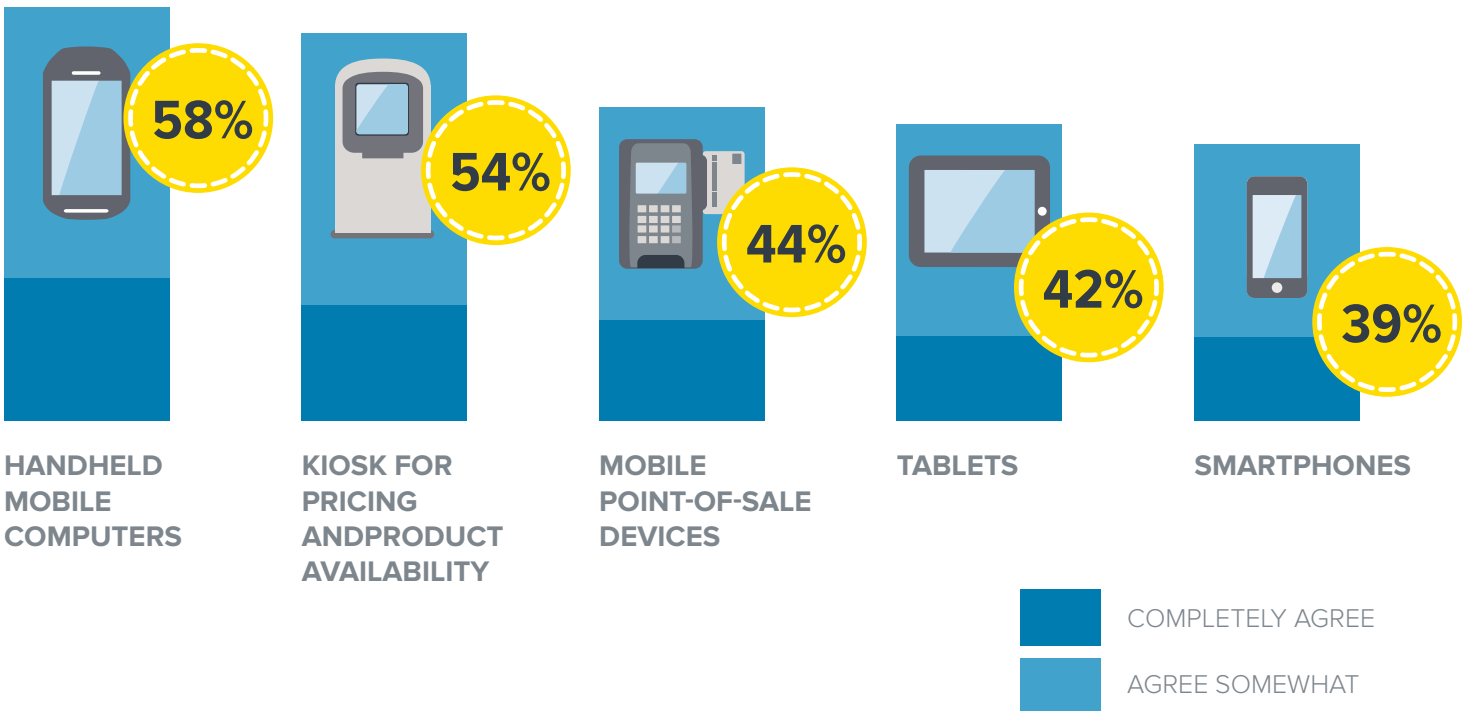 58%
54%
44%
42%
39%
HANDHELD
MOBILE
COMPUTERS
KIOSK FOR
PRICING
ANDPRODUCT
AVAILABILITY
MOBILE
POINT-OF-SALE
DEVICES
TABLETS
SMARTPHONES
COMPLETELY AGREE
AGREE SOMEWHAT